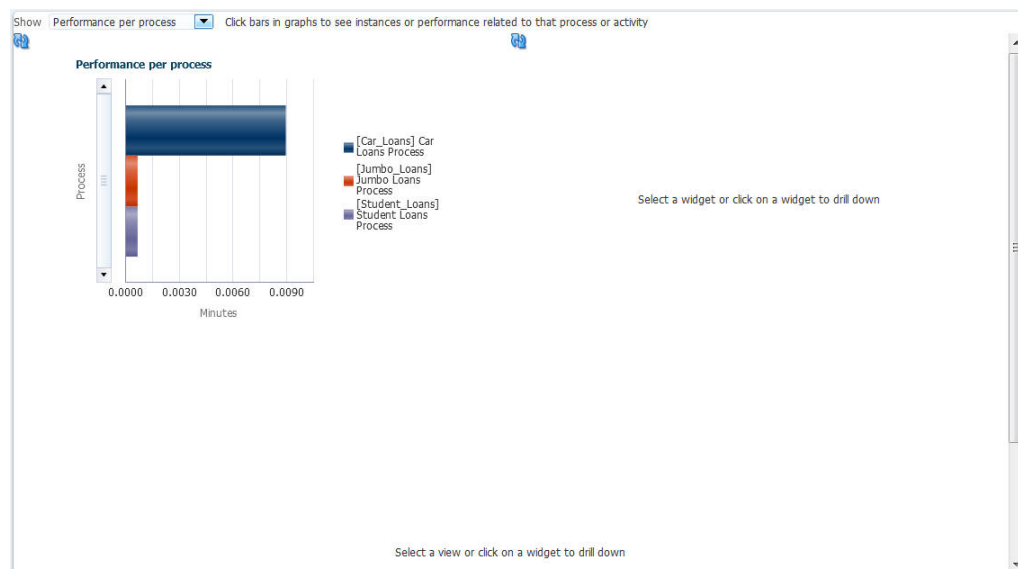 Show Performance per process Click bars in graphs to see instances or performance related to that process or activity
Performance per process
[Car_Loans] Car
Loans Process
[Jumbo_Loans]
Jumbo Loans
Process
[Student_Loans]
Student Loans
Process
Process
0.0000 0.0030 0.0060 0.0090
Minutes
Select a widget or click on a widget to drill down
Select a view or click on a widget to drill down